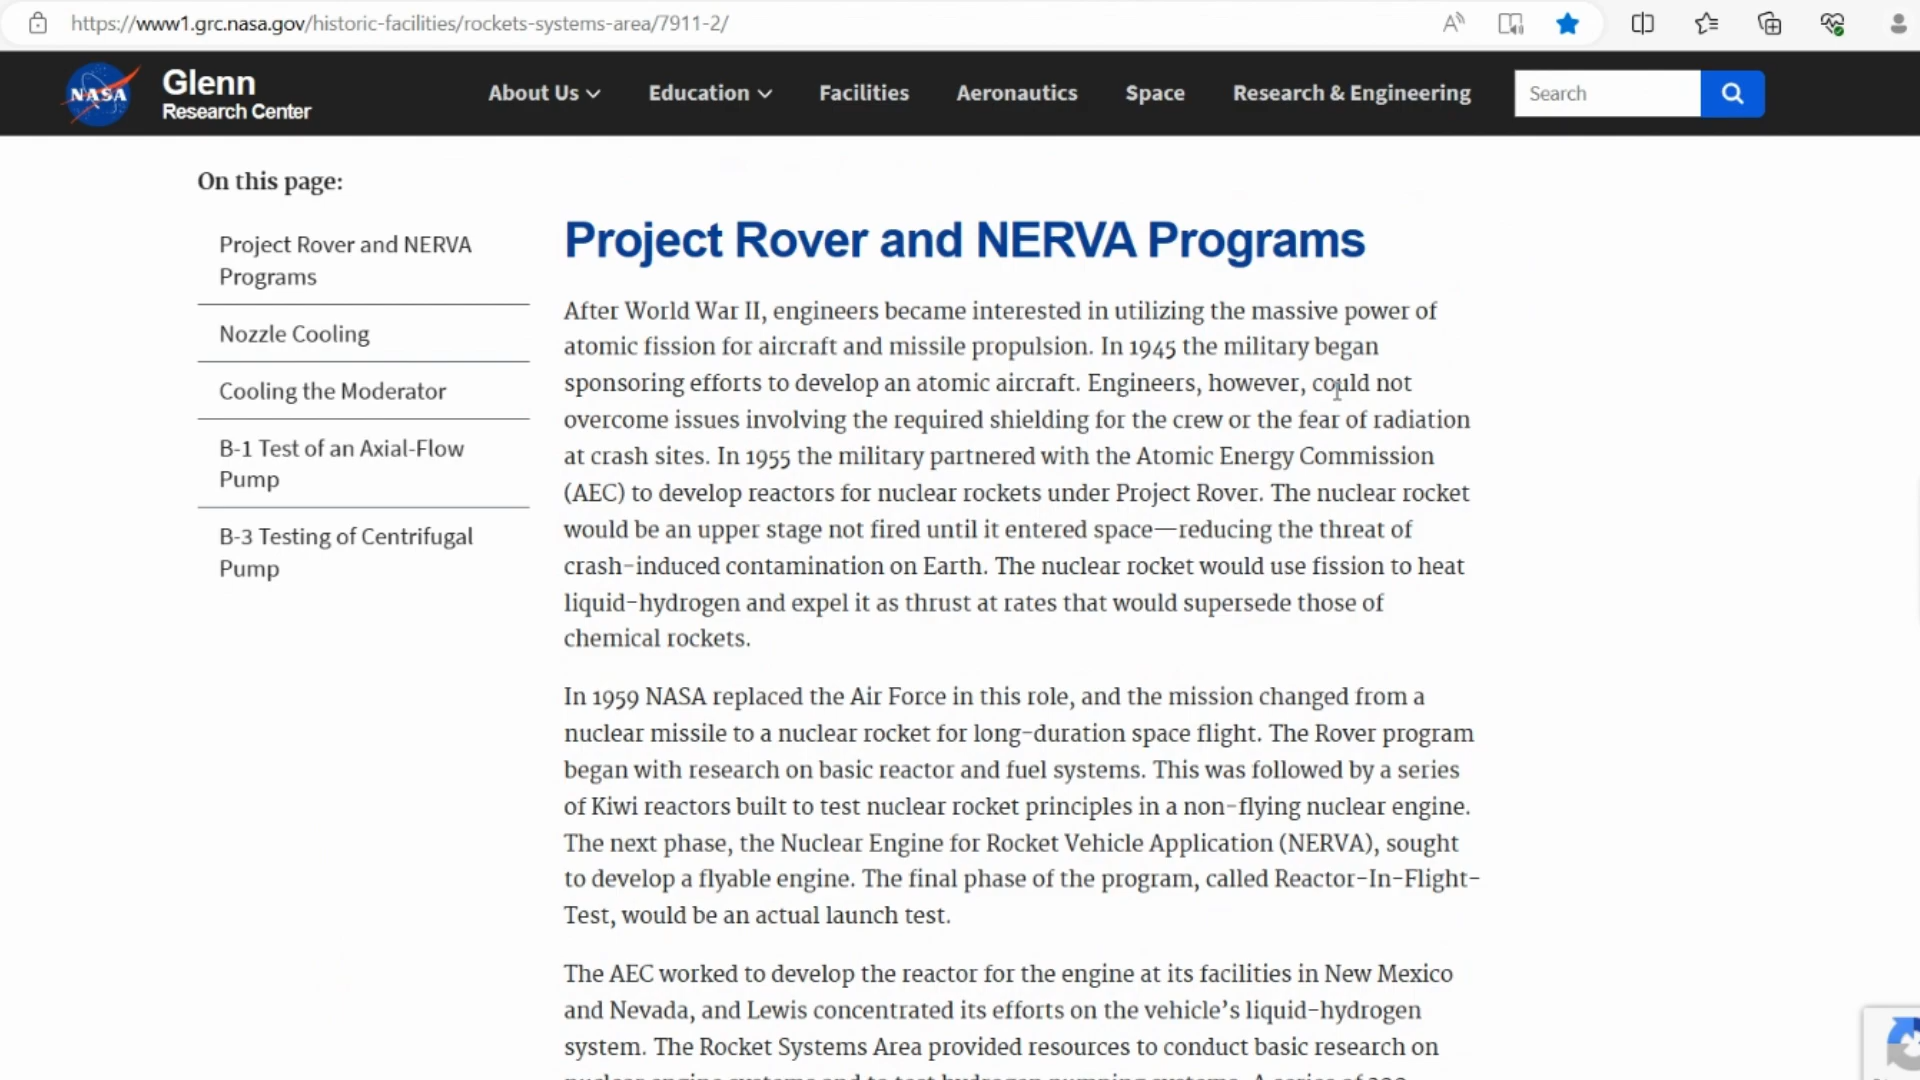 https://www1.grc.nasa.gov/historic-facilities/rockets-systems-area/7911-2/
NASA
Glenn
Research Center
About Us
Education
Facilities
Aeronautics
Space
Research & Engineering
Search
On this page:
Project Rover and NERVA
Programs
Nozzle Cooling
Cooling the Moderator
B-1 Test of an Axial-Flow
Pump
B-3 Testing of Centrifugal
Pump
Project Rover and NERVA Programs
After World War II, engineers became interested in utilizing the massive power of
atomic fission for aircraft and missile propulsion. In 1945 the military began
sponsoring efforts to develop an atomic aircraft. Engineers, however, could not
overcome issues involving the required shielding for the crew or the fear of radiation
at crash sites. In 1955 the military partnered with the Atomic Energy Commission
(AEC) to develop reactors for nuclear rockets under Project Rover. The nuclear rocket
would be an upper stage not fired until it entered space—reducing the threat of
crash-induced contamination on Earth. The nuclear rocket would use fission to heat
liquid-hydrogen and expel it as thrust at rates that would supersede those of
chemical rockets.
In 1959 NASA replaced the Air Force in this role, and the mission changed from a
nuclear missile to a nuclear rocket for long-duration space flight. The Rover program
began with research on basic reactor and fuel systems. This was followed by a series
of Kiwi reactors built to test nuclear rocket principles in a non-flying nuclear engine.
The next phase, the Nuclear Engine for Rocket Vehicle Application (NERVA), sought
to develop a flyable engine. The final phase of the program, called Reactor-In-Flight-
Test, would be an actual launch test.
The AEC worked to develop the reactor for the engine at its facilities in New Mexico
and Nevada, and Lewis concentrated its efforts on the vehicle's liquid-hydrogen
system. The Rocket Systems Area provided resources to conduct basic research on